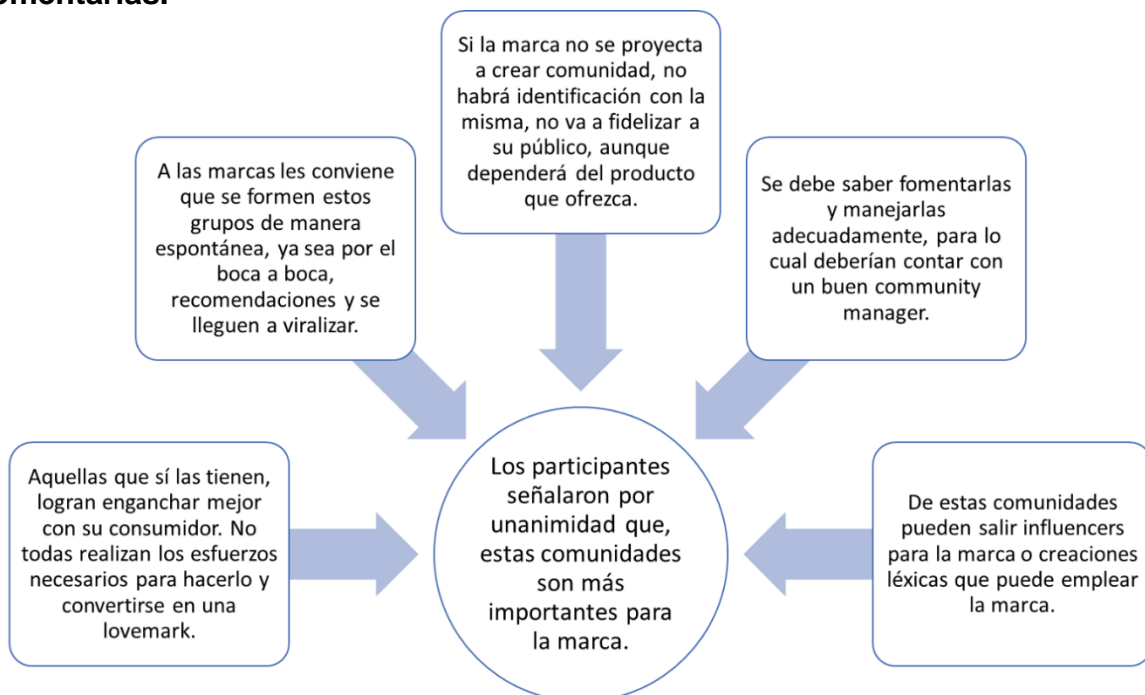 omentarias.
Si la marca no se proyecta
a crear comunidad, no
habrá identificación con la
misma, no va a fidelizar a
su público, aunque
dependerá del producto
que ofrezca.
A las marcas les conviene
que se formen estos
grupos de manera
espontánea, ya sea por el
boca a boca,
recomendaciones y se
lleguen a viralizar.
Se debe saber fomentarlas
y manejarlas
adecuadamente, para lo
cual deberían contar con
un buen community
manager.
Aquellas que sí las tienen,
logran enganchar mejor
con su consumidor. No
todas realizan los esfuerzos
necesarios para hacerlo y
convertirse en una
lovemark.
Los participantes
señalaron por
unanimidad que,
estas comunidades
son más
importantes para
la marca.
De estas comunidades
pueden salir influencers
para la marca o creaciones
léxicas que puede emplear
la marca.